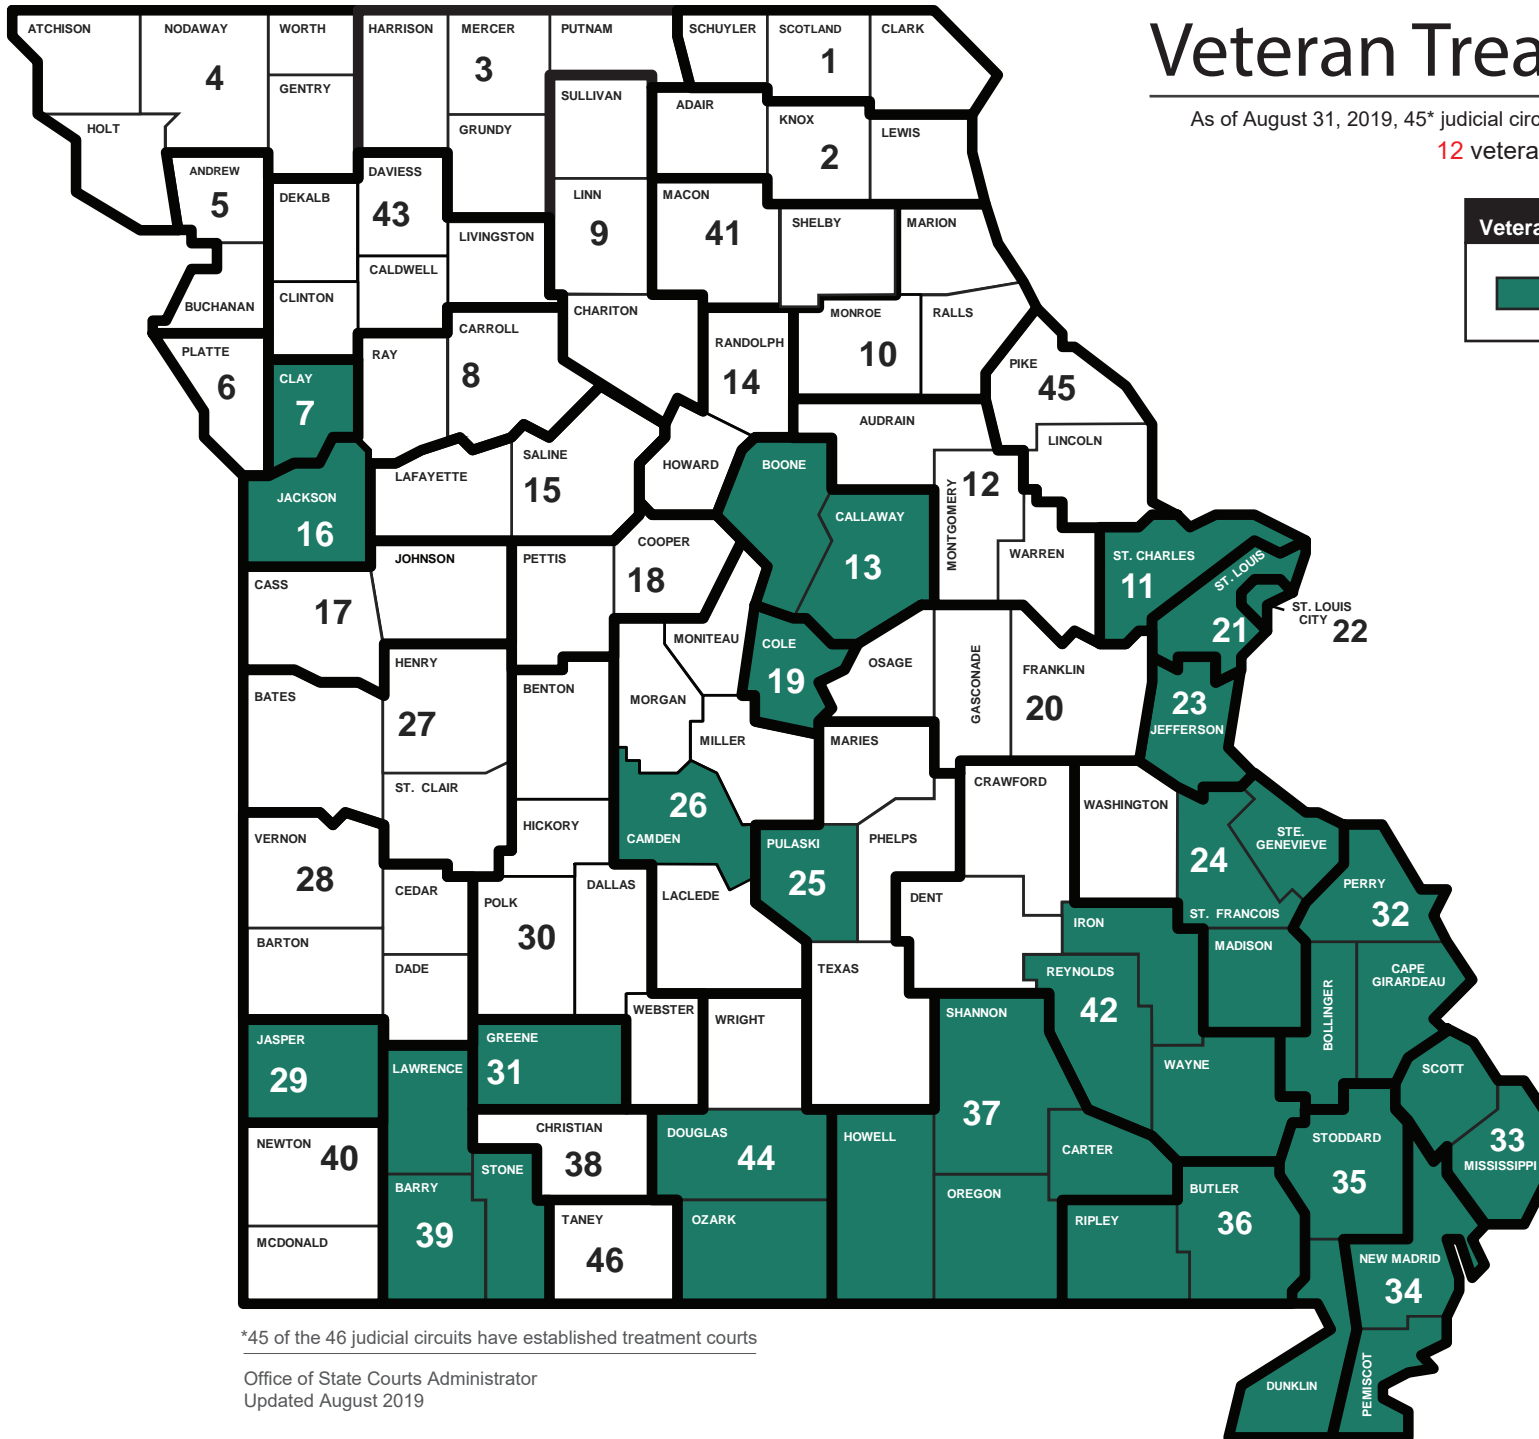 Veteran Trea
As of August 31, 2019, 45* judicial circ
12 vetera
Vetera
ATCHISON
NODAWAY
WORTH
HARRISON
MERCER
PUTNAM
SCHUYLER
SCOTLAND
CLARK
4
3
1
GENTRY
SULLIVAN
ADAIR
HOLT
GRUNDY
KNOX
LEWIS
2
ANDREW
5
DAVIESS
43
DEKALB
LINN
9
MACON
41
SHELBY
MARION
LIVINGSTON
CALDWELL
BUCHANAN
CLINTON
CHARITON
MONROE
RALLS
10
PLATTE
6
RAY
CARROLL
8
RANDOLPH
14
PIKE
45
CLAY
7
AUDRAIN
LINCOLN
LAFAYETTE
SALINE
15
HOWARD
BOONE
MONTGOMERY
12
JACKSON
16
CALLAWAY
13
WARREN
ST. CHARLES
11
ST. LOUIS
21
ST. LOUIS
CITY 22
JOHNSON
PETTIS
COOPER
18
CASS
17
MONITEAU
COLE
19
OSAGE
GASCONADE
FRANKLIN
20
HENRY
27
BENTON
MORGAN
BATES
23
JEFFERSON
MILLER
MARIES
ST. CLAIR
CRAWFORD
WASHINGTON
26
CAMDEN
HICKORY
VERNON
28
PULASKI
25
PHELPS
24
STE.
GENEVIEVE
CEDAR
POLK
30
DALLAS
LACLEDE
DENT
IRON
ST. FRANCOIS
PERRY
32
BARTON
DADE
TEXAS
REYNOLDS
42
MADISON
BOLLINGER
CAPE
GIRARDEAU
WEBSTER
WRIGHT
SHANNON
37
JASPER
29
LAWRENCE
GREENE
31
WAYNE
SCOTT
NEWTON
40
CHRISTIAN
38
DOUGLAS
44
HOWELL
CARTER
STODDARD
35
33
MISSISSIPPI
STONE
BARRY
39
OREGON
BUTLER
36
MCDONALD
TANEY
46
OZARK
RIPLEY
NEW MADRID
34
DUNKLIN
PEMISCOT
*45 of the 46 judicial circuits have established treatment courts
Office of State Courts Administrator
Updated August 2019